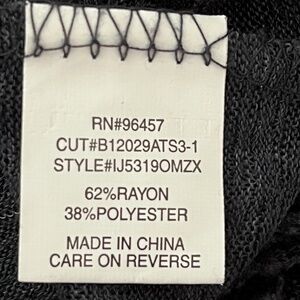 RN#96457
CUT#B12029ATS3-1
STYLE#IJ5319OMZX
62%RAYON
38%POLYESTER
MADE IN CHINA
CARE ON REVERSE